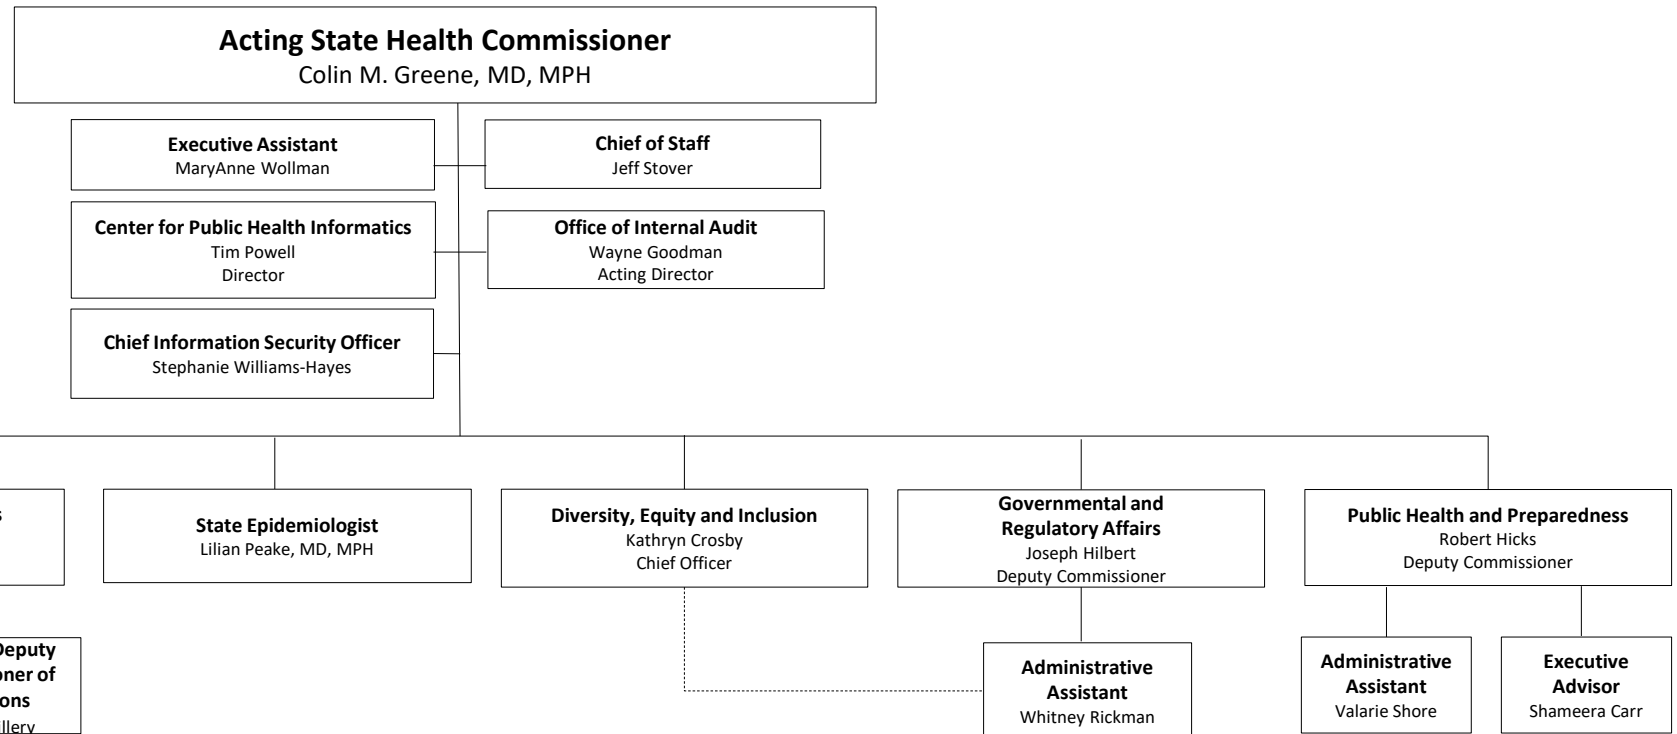 Acting State Health Commissioner
Colin M. Greene, MD, MPH
Executive Assistant
MaryAnne Wollman
Chief of Staff
Jeff Stover
Center for Public Health Informatics
Tim Powell
Director
Office of Internal Audit
Wayne Goodman
Acting Director
Chief Information Security Officer
Stephanie Williams-Hayes
State Epidemiologist
Lilian Peake, MD, MPH
Diversity, Equity and Inclusion
Kathryn Crosby
Chief Officer
Governmental and
Regulatory Affairs
Joseph Hilbert
Deputy Commissioner
Public Health and Preparedness
Robert Hicks
Deputy Commissioner
Deputy
of
Administrative
Assistant
Whitney Rickman
Administrative
Assistant
Valarie Shore
Executive
Advisor
Shameera Carr